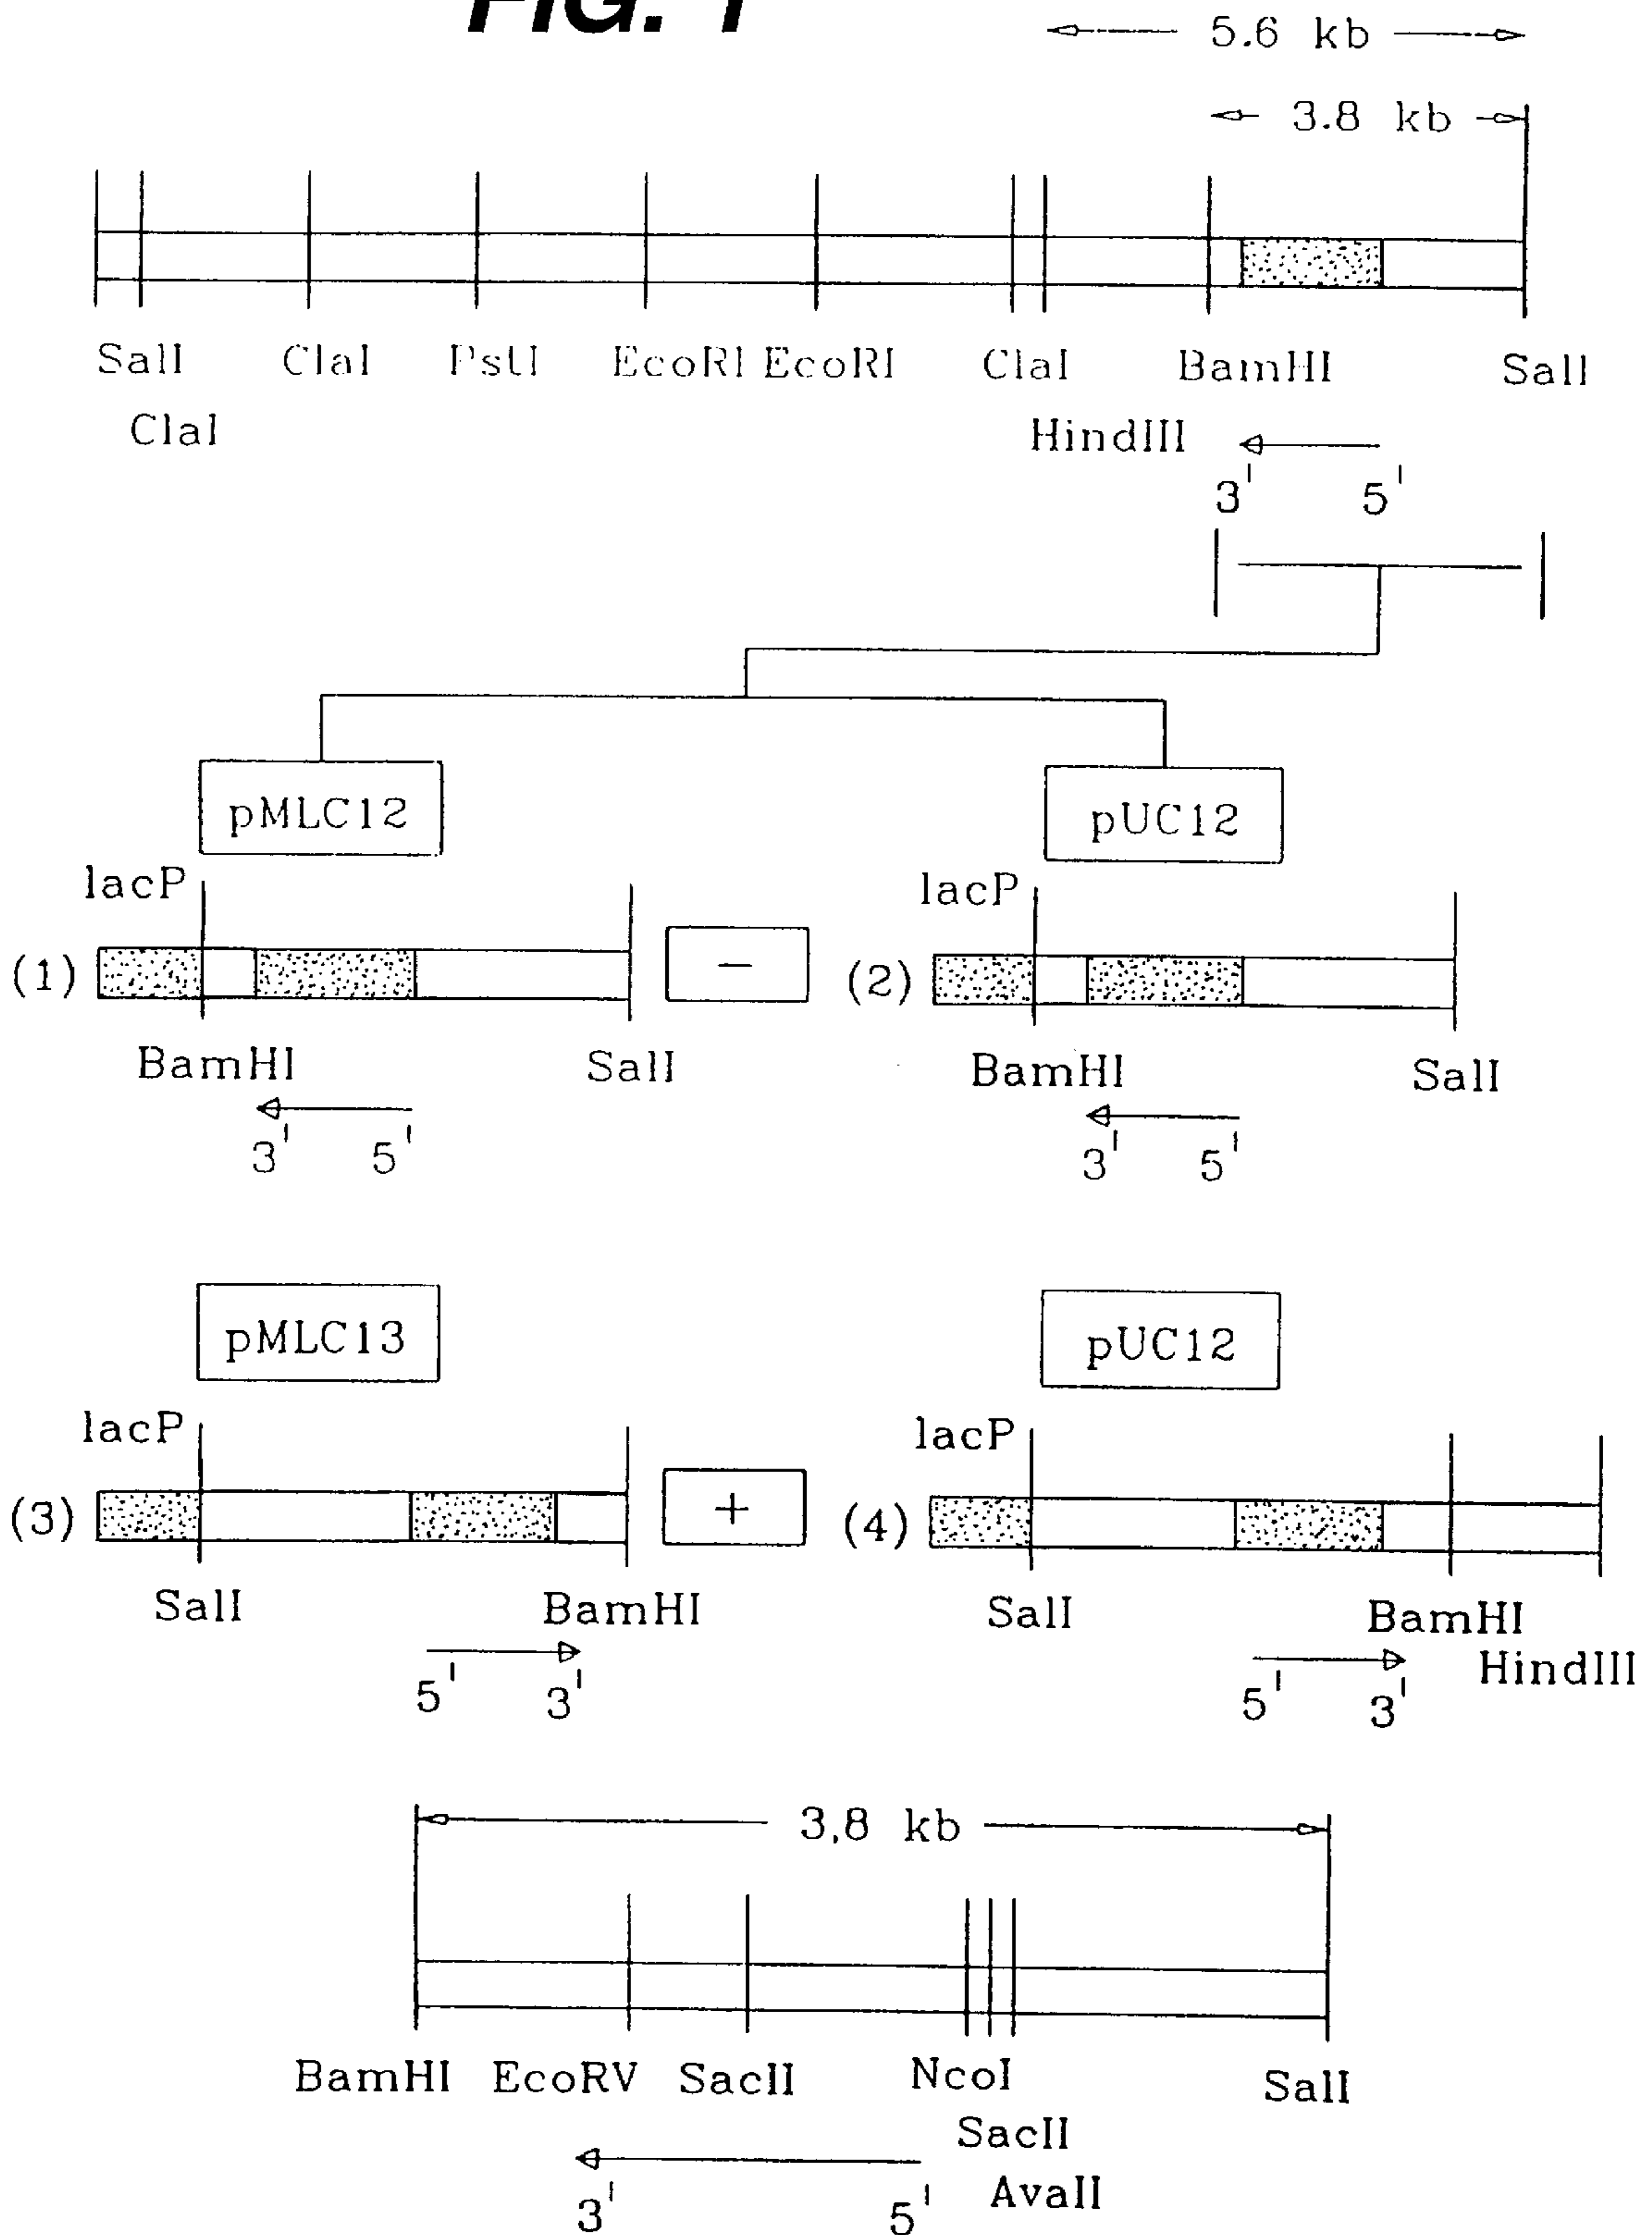 FIG. 1
5.6 kb
3.8 kb
SalI ClaI PstI EcoRI EcoRI ClaI BamHI SalI
ClaI HindIII
3' 5'
pMLC12 pUC12
lacP lacP
(1) − (2)
BamHI SalI BamHI SalI
3' 5' 3' 5'
pMLC13 pUC12
lacP lacP
(3) + (4)
SalI BamHI SalI BamHI
HindIII
5' 3' 5' 3'
3,8 kb
BamHI EcoRV SacII NcoI SalI
SacII
AvaII
3' 5'